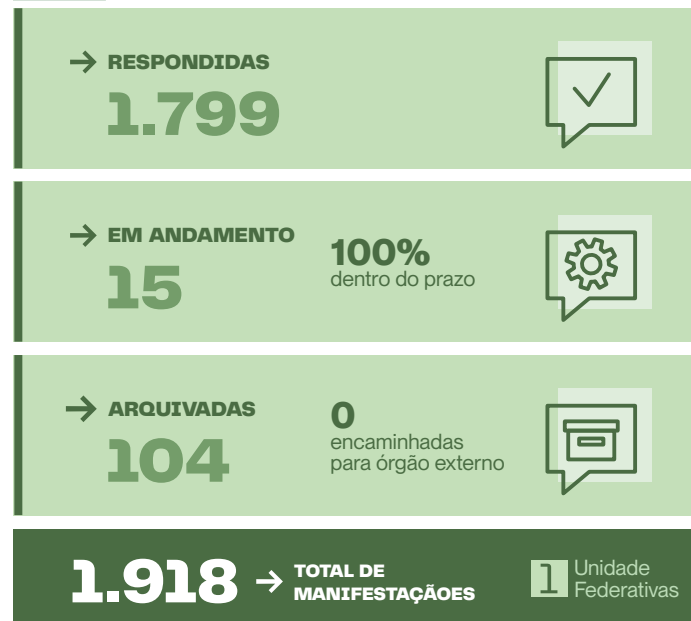 → RESPONDIDAS
1.799
→ EM ANDAMENTO
15
100%
dentro do prazo
→ ARQUIVADAS
104
0
encaminhadas
para órgão externo
1.918 →
TOTAL DE
MANIFESTAÇÃOES
1
Unidade
Federativas